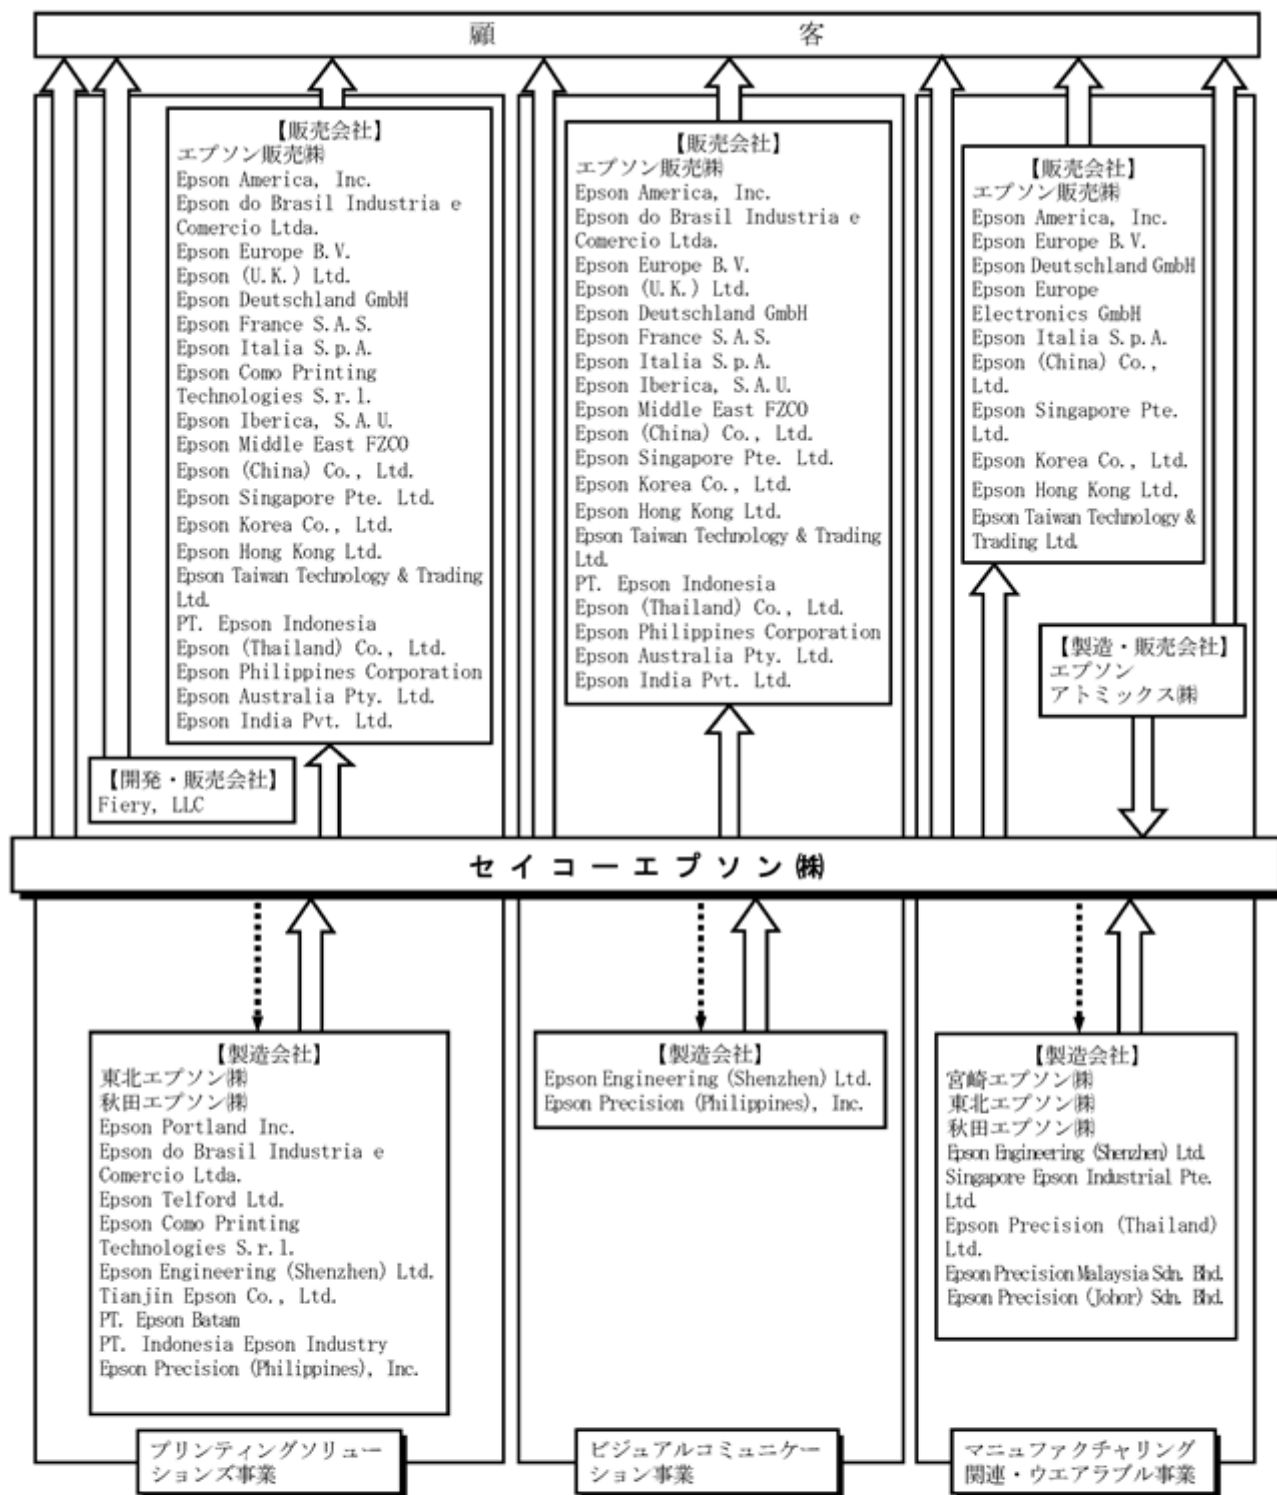 顧 客
【販売会社】
エプソン販売㈱
Epson America, Inc.
Epson do Brasil Industria e
Comercio Ltda.
Epson Europe B.V.
Epson (U.K.) Ltd.
Epson Deutschland GmbH
Epson France S.A.S.
Epson Italia S.p.A.
Epson Como Printing
Technologies S.r.l.
Epson Iberica, S.A.U.
Epson Middle East FZCO
Epson (China) Co., Ltd.
Epson Singapore Pte. Ltd.
Epson Korea Co., Ltd.
Epson Hong Kong Ltd.
Epson Taiwan Technology & Trading
Ltd.
PT. Epson Indonesia
Epson (Thailand) Co., Ltd.
Epson Philippines Corporation
Epson Australia Pty. Ltd.
Epson India Pvt. Ltd.
【開発・販売会社】
Fiery, LLC
【販売会社】
エプソン販売㈱
Epson America, Inc.
Epson do Brasil Industria e
Comercio Ltda.
Epson Europe B.V.
Epson (U.K.) Ltd.
Epson Deutschland GmbH
Epson France S.A.S.
Epson Italia S.p.A.
Epson Iberica, S.A.U.
Epson Middle East FZCO
Epson (China) Co., Ltd.
Epson Singapore Pte. Ltd.
Epson Korea Co., Ltd.
Epson Hong Kong Ltd.
Epson Taiwan Technology & Trading
Ltd.
PT. Epson Indonesia
Epson (Thailand) Co., Ltd.
Epson Philippines Corporation
Epson Australia Pty. Ltd.
Epson India Pvt. Ltd.
【販売会社】
エプソン販売㈱
Epson America, Inc.
Epson Europe B.V.
Epson Deutschland GmbH
Epson Europe
Electronics GmbH
Epson Italia S.p.A.
Epson (China) Co.,
Ltd.
Epson Singapore Pte.
Ltd.
Epson Korea Co., Ltd.
Epson Hong Kong Ltd.
Epson Taiwan Technology &
Trading Ltd.
【製造・販売会社】
エプソン
アトミックス㈱
セイコーエプソン㈱
【製造会社】
東北エプソン㈱
秋田エプソン㈱
Epson Portland Inc.
Epson do Brasil Industria e
Comercio Ltda.
Epson Telford Ltd.
Epson Como Printing
Technologies S.r.l.
Epson Engineering (Shenzhen) Ltd.
Tianjin Epson Co., Ltd.
PT. Epson Batam
PT. Indonesia Epson Industry
Epson Precision (Philippines), Inc.
【製造会社】
Epson Engineering (Shenzhen) Ltd.
Epson Precision (Philippines), Inc.
【製造会社】
宮崎エプソン㈱
東北エプソン㈱
秋田エプソン㈱
Epson Engineering (Shenzhen) Ltd.
Singapore Epson Industrial Pte.
Ltd.
Epson Precision (Thailand)
Ltd.
Epson Precision Malaysia Sdn. Bhd.
Epson Precision (Johor) Sdn. Bhd.
プリンティングソリュー
ションズ事業
ビジュアルコミュニケー
ション事業
マニュファクチャリング
関連・ウエアラブル事業